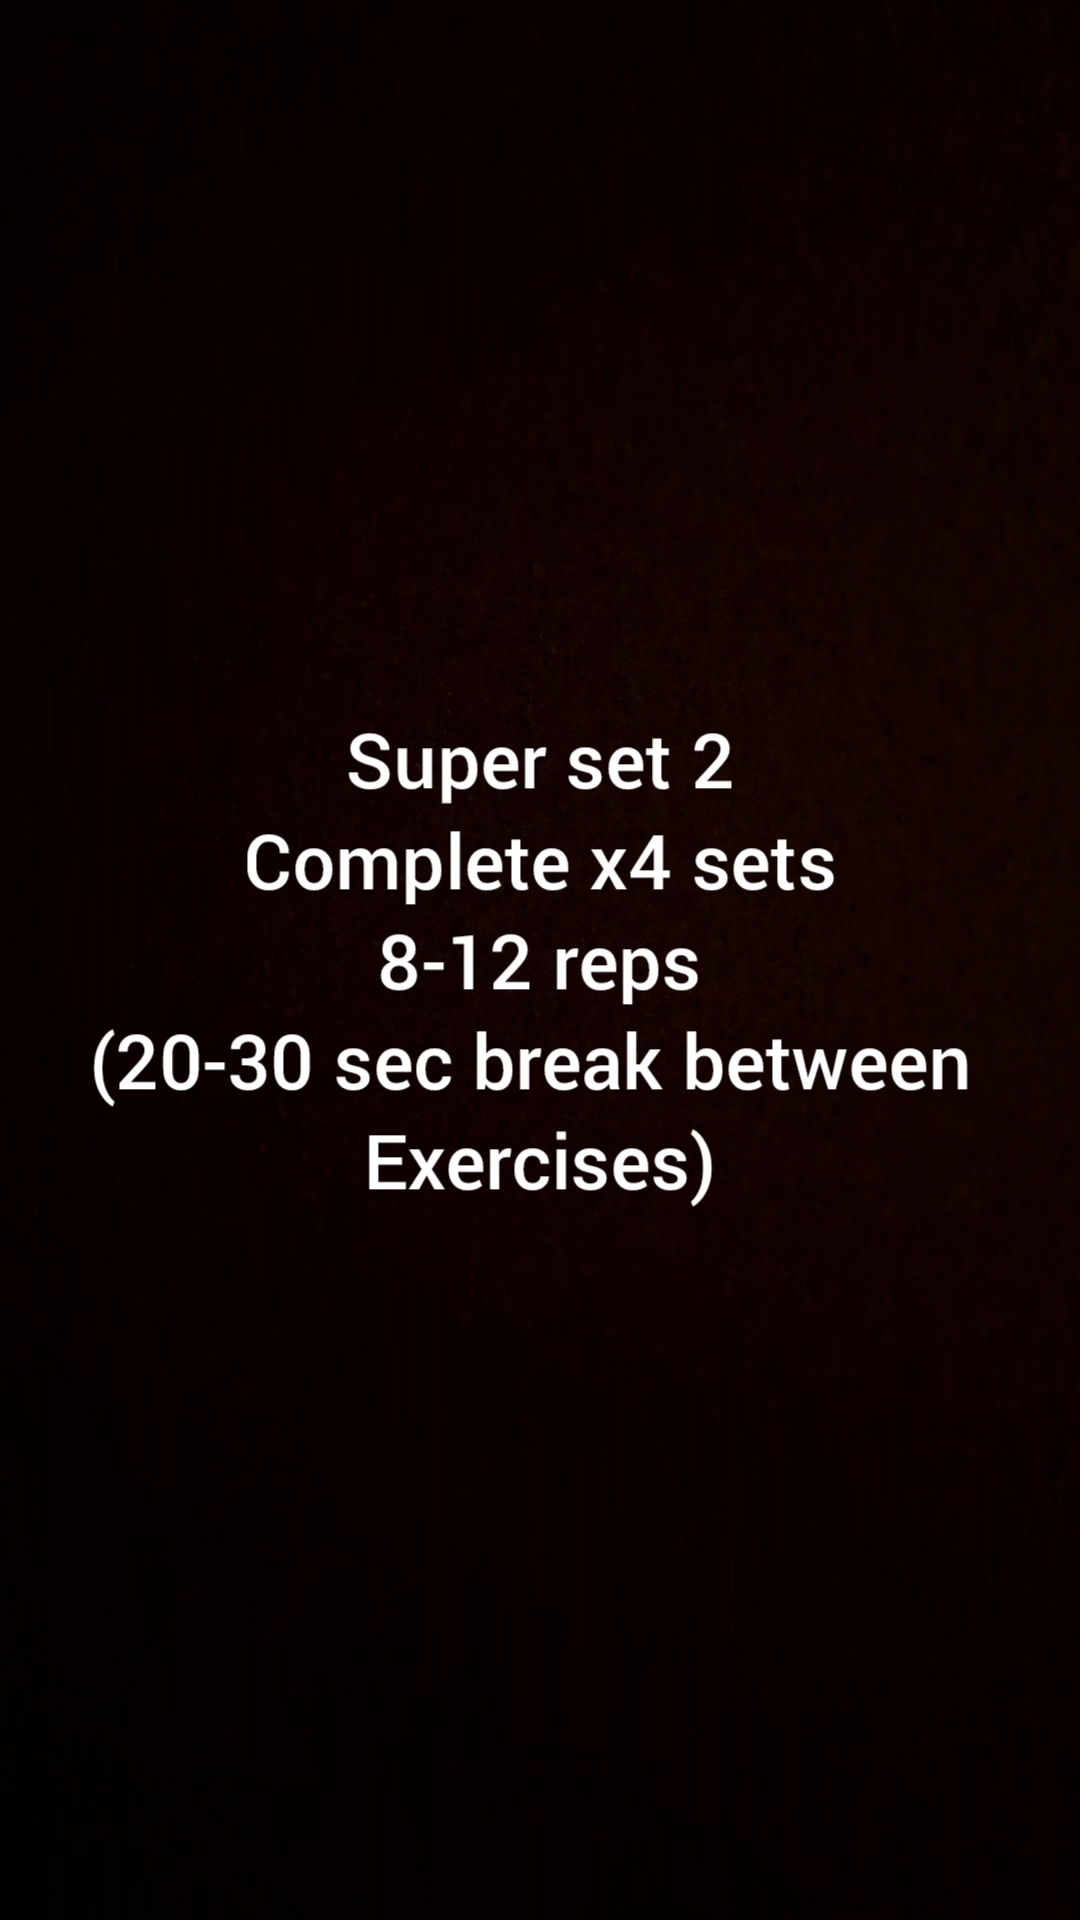 Super set 2
Complete x4 sets
8-12 reps
(20-30 sec break between
Exercises)